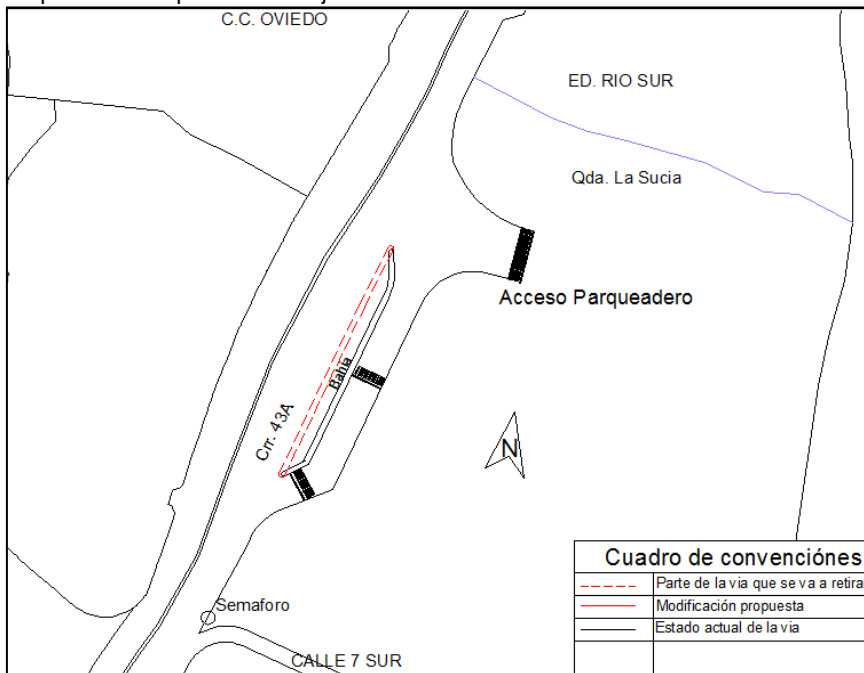 C.C. OVIEDO
ED. RIO SUR
Qda. La Sucia
Acceso Parqueadero
Bahia
Crr. 43A
N
Semaforo
CALLE 7 SUR
Cuadro de convenciónes
Parte de la via que se va a retira
Modificación propuesta
Estado actual de la via